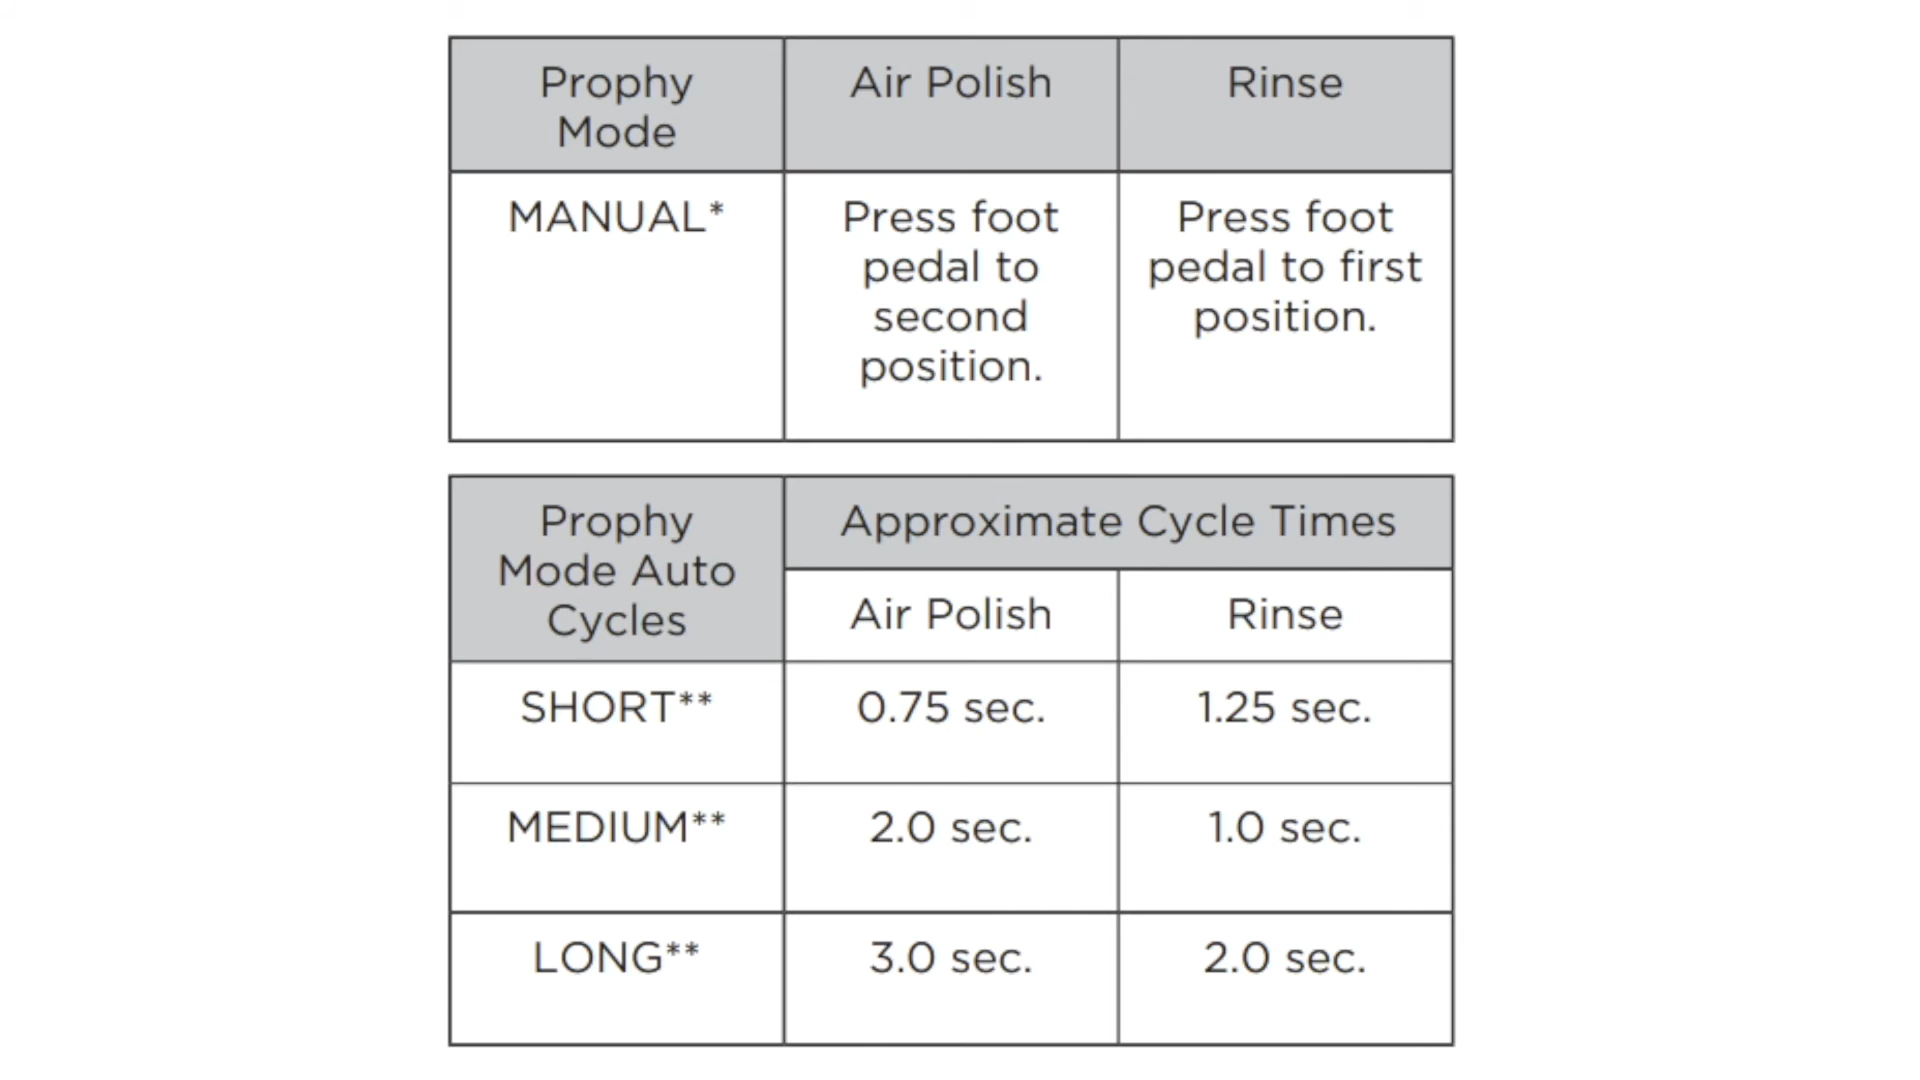 Prophy
Mode
Air Polish
Rinse
MANUAL*
Press foot
pedal to
second
position.
Press foot
pedal to first
position.
Prophy
Mode Auto
Cycles
Approximate Cycle Times
Air Polish
Rinse
SHORT**
0.75 sec.
1.25 sec.
MEDIUM**
2.0 sec.
1.0 sec.
LONG**
3.0 sec.
2.0 sec.